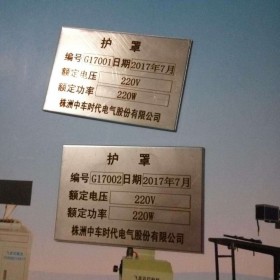 护 罩
编号G17001日期2017年7月
额定电压 220V
额定功率 220W
株洲中车时代电气股份有限公司
护 罩
编号G17002日期2017年7月
额定电压 220V
额定功率 220W
株洲中车时代电气股份有限公司